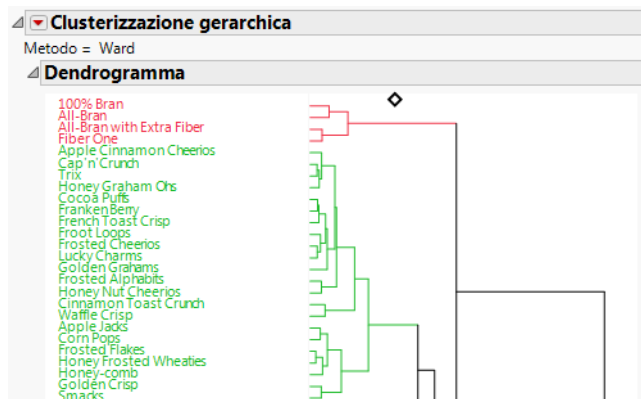 Clusterizzazione gerarchica
Metodo = Ward
Dendrogramma
100% Bran
All-Bran
All-Bran with Extra Fiber
Fiber One
Apple Cinnamon Cheerios
Cap'n'Crunch
Trix
Honey Graham Ohs
Cocoa Puffs
FrankenBerry
French Toast Crisp
Froot Loops
Frosted Cheerios
Lucky Charms
Golden Grahams
Frosted Alphabits
Honey Nut Cheerios
Cinnamon Toast Crunch
Waffle Crisp
Apple Jacks
Corn Pops
Frosted Flakes
Honey Frosted Wheaties
Honey-comb
Golden Crisp
Smacks